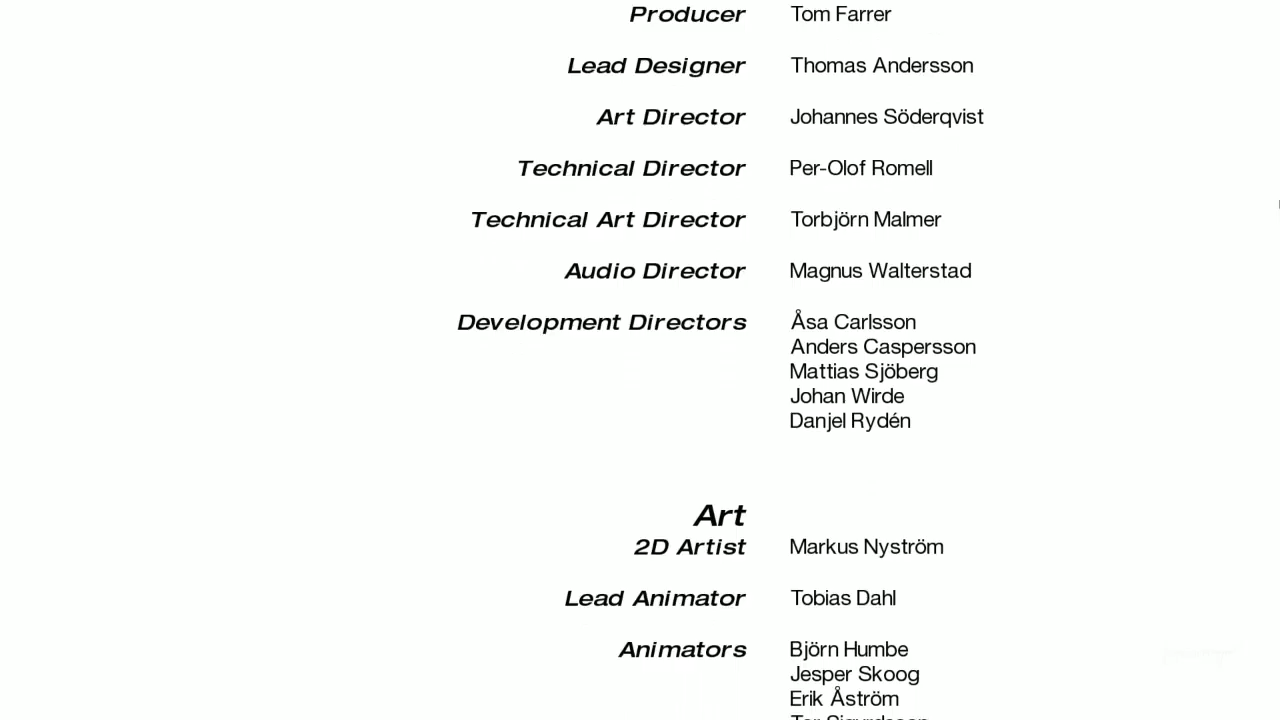 Producer Tom Farrer
Lead Designer Thomas Andersson
Art Director Johannes Söderqvist
Technical Director Per-Olof Romell
Technical Art Director Torbjörn Malmer
Audio Director Magnus Walterstad
Development Directors Åsa Carlsson
Anders Caspersson
Mattias Sjöberg
Johan Wirde
Danjel Rydén
Art
2D Artist Markus Nyström
Lead Animator Tobias Dahl
Animators Björn Humbe
Jesper Skoog
Erik Åström